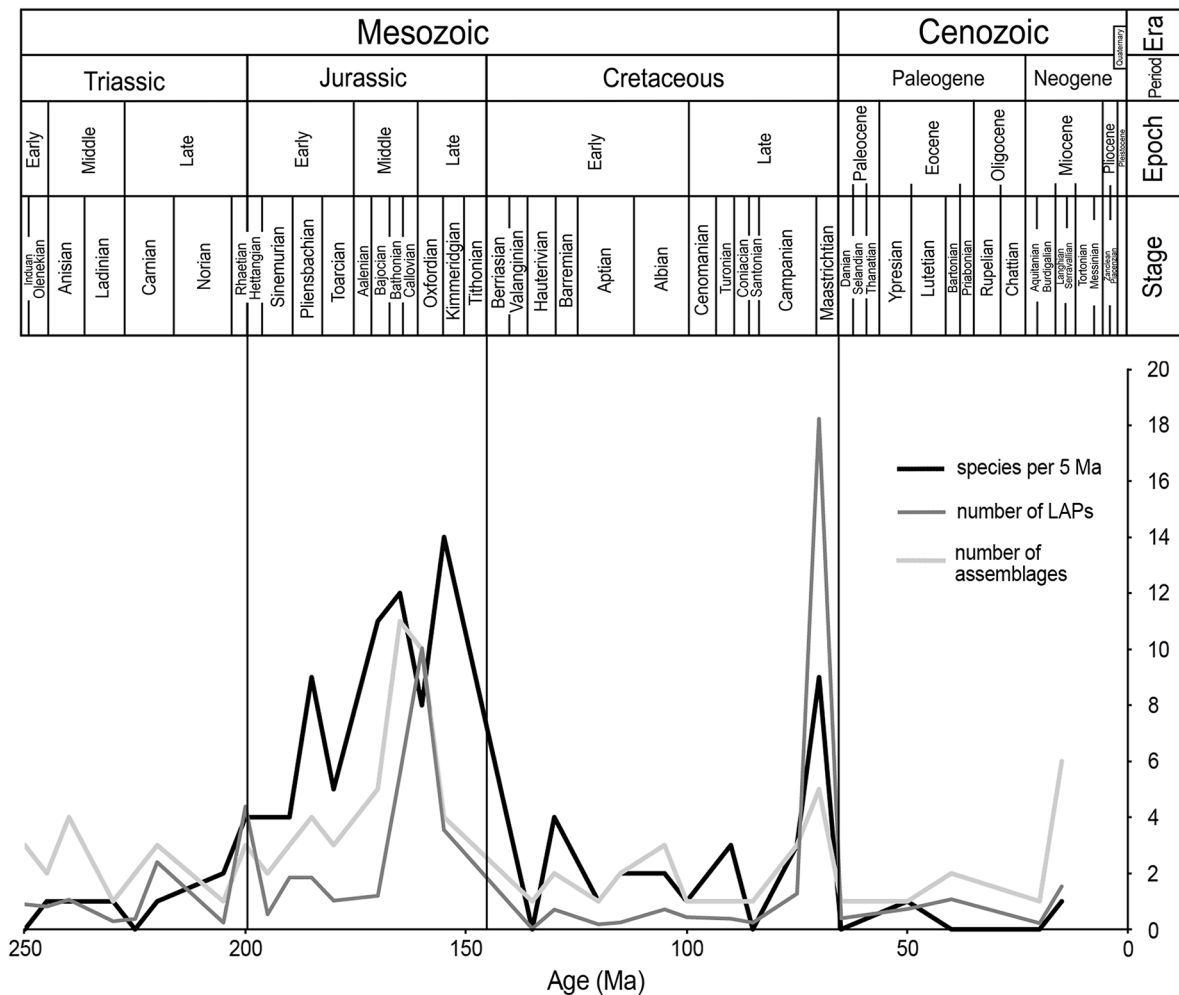 Mesozoic
Cenozoic
Era
Triassic
Jurassic
Cretaceous
Paleogene
Neogene
Quaternary
Period
Early
Middle
Late
Early
Middle
Late
Early
Late
Paleocene
Eocene
Oligocene
Miocene
Pliocene
Pleistocene
Epoch
Induan
Olenekian
Anisian
Ladinian
Carnian
Norian
Rhaetian
Hettangian
Sinemurian
Pliensbachian
Toarcian
Aalenian
Bajocian
Bathonian
Callovian
Oxfordian
Kimmeridgian
Tithonian
Berriasian
Valanginian
Hauterivian
Barremian
Aptian
Albian
Cenomanian
Turonian
Coniacian
Santonian
Campanian
Maastrichtian
Danian
Selandian
Thanatian
Ypresian
Lutetian
Bartonian
Priabonian
Rupelian
Chattian
Aquitanian
Burdigalian
Langhian
Serravallian
Tortonian
Messinian
Zanclean
Piacenzian
Stage
20
18
16
14
12
10
8
6
4
2
0
species per 5 Ma
number of LAPs
number of
assemblages
250
200
150
100
50
0
Age (Ma)